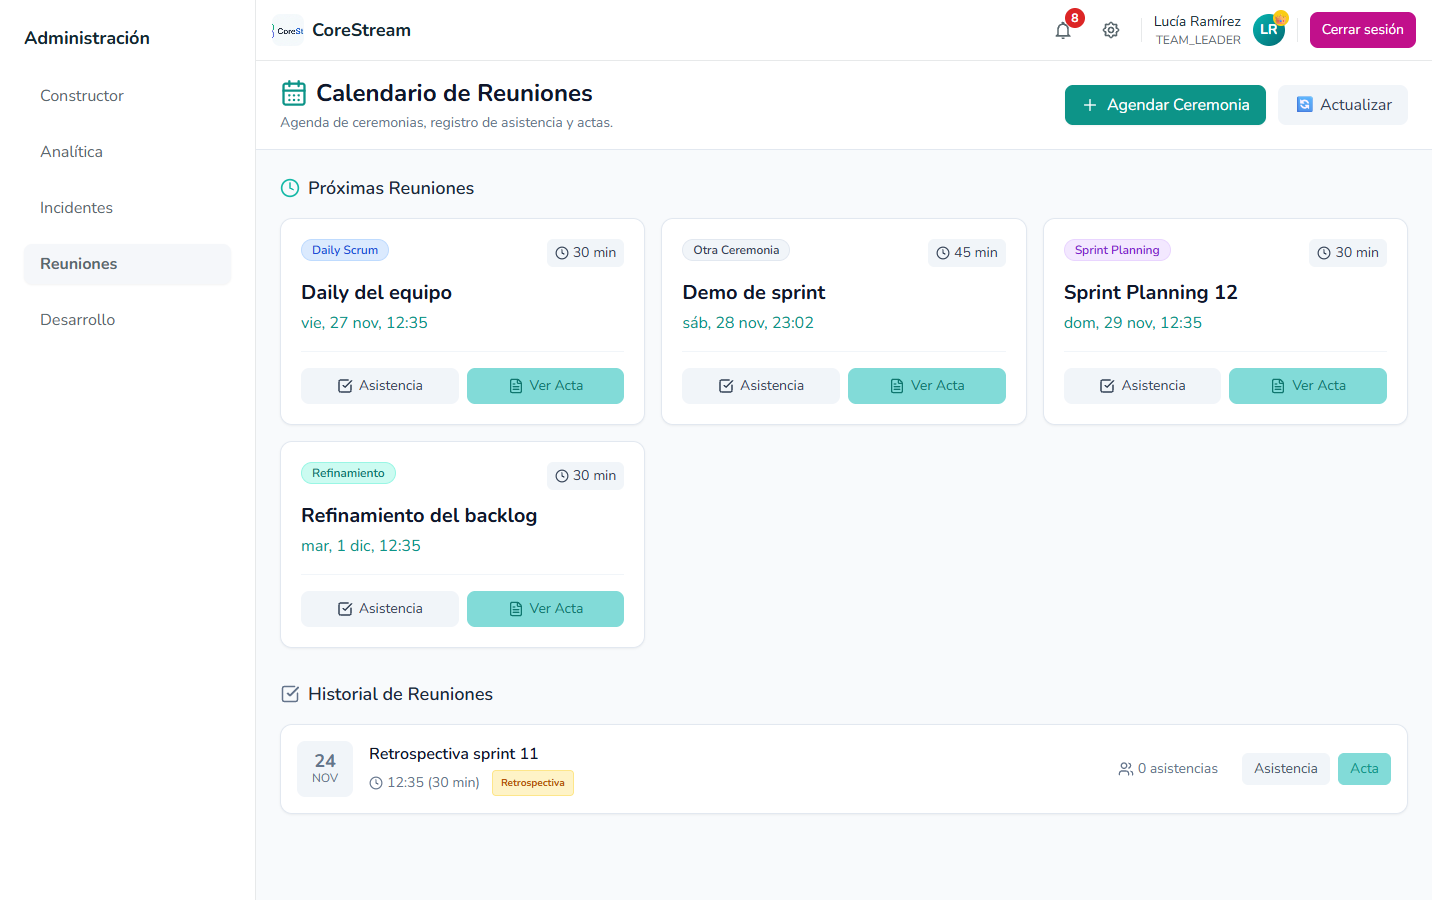 Administración
Constructor
Analítica
Incidentes
Reuniones
Desarrollo
CoreSt
CoreStream
8
Lucía Ramírez
TEAM_LEADER
LR
Cerrar sesión
Calendario de Reuniones
Agenda de ceremonias, registro de asistencia y actas.
Agendar Ceremonia
Actualizar
Próximas Reuniones
Daily Scrum
30 min
Daily del equipo
vie, 27 nov, 12:35
Asistencia
Ver Acta
Otra Ceremonia
45 min
Demo de sprint
sáb, 28 nov, 23:02
Asistencia
Ver Acta
Sprint Planning
30 min
Sprint Planning 12
dom, 29 nov, 12:35
Asistencia
Ver Acta
Refinamiento
30 min
Refinamiento del backlog
mar, 1 dic, 12:35
Asistencia
Ver Acta
Historial de Reuniones
24
NOV
Retrospectiva sprint 11
12:35 (30 min)
Retrospectiva
0 asistencias
Asistencia
Acta